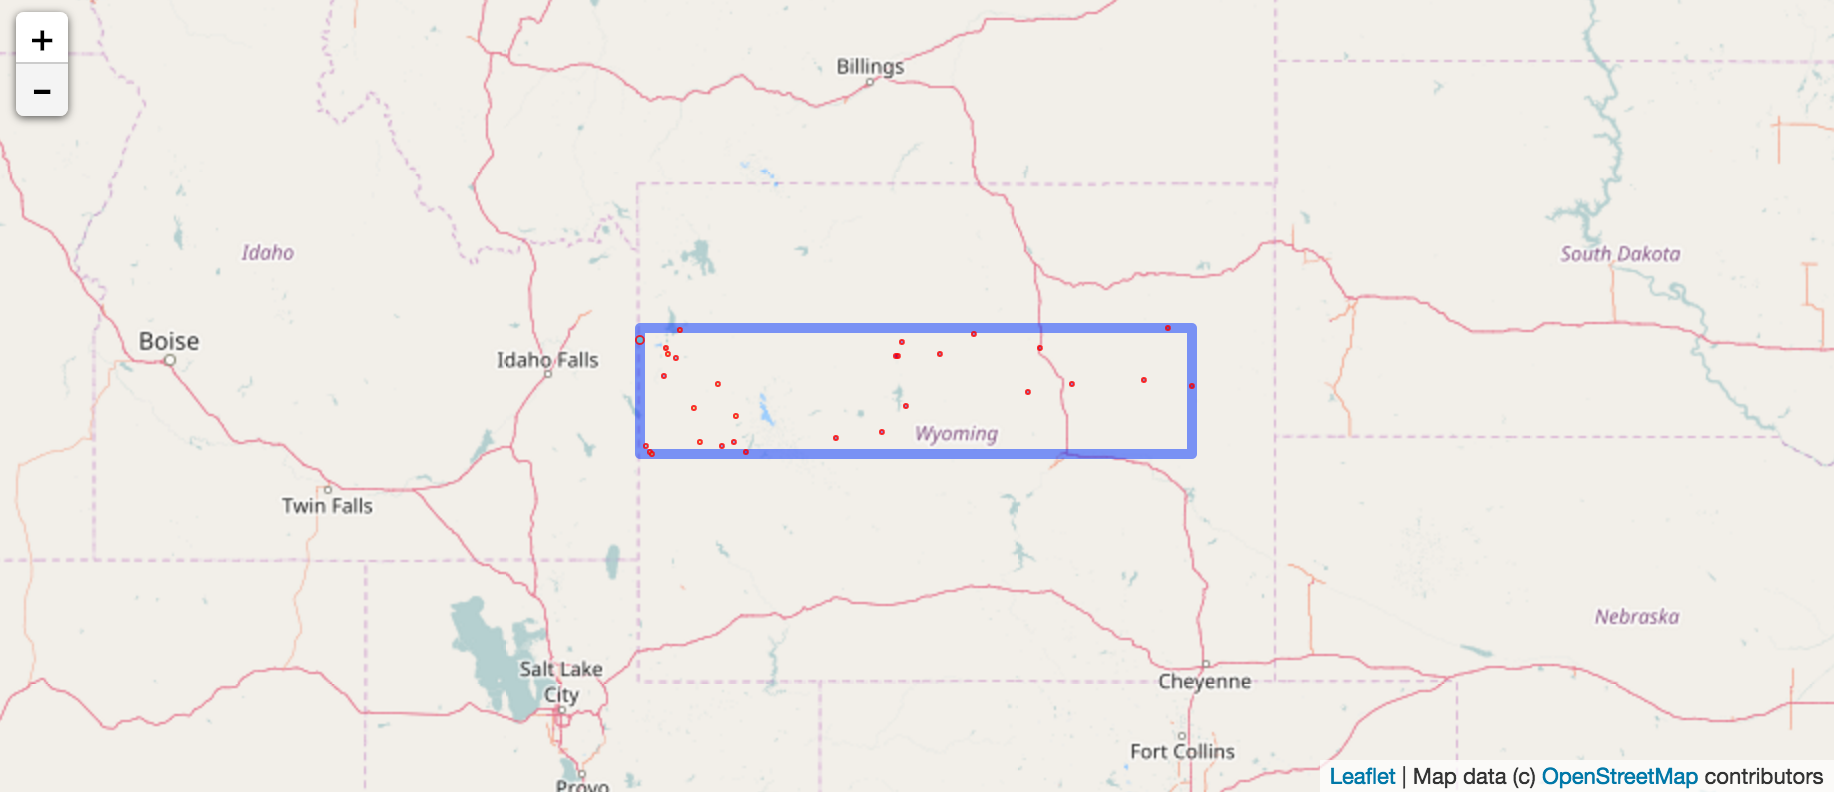 +
-
Billings
Idaho
South Dakota
Boise
Idaho Falls
Wyoming
Twin Falls
Nebraska
Salt Lake
City
Cheyenne
Fort Collins
Provo
Leaflet | Map data (c) OpenStreetMap contributors